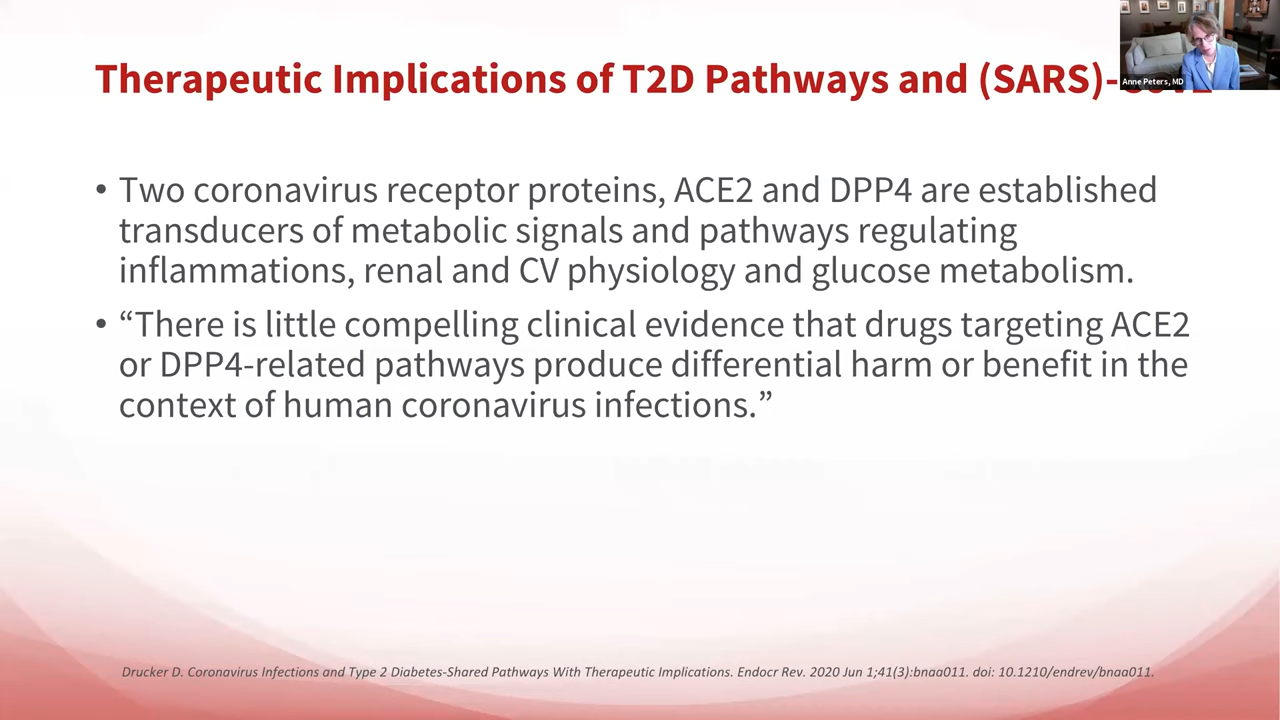 Therapeutic Implications of T2D Pathways and (SARS)-
Anne Peters, MD
• Two coronavirus receptor proteins, ACE2 and DPP4 are established
transducers of metabolic signals and pathways regulating
inflammations, renal and CV physiology and glucose metabolism.
• “There is little compelling clinical evidence that drugs targeting ACE2
or DPP4-related pathways produce differential harm or benefit in the
context of human coronavirus infections.”
Drucker D. Coronavirus Infections and Type 2 Diabetes-Shared Pathways With Therapeutic Implications. Endocr Rev. 2020 Jun 1;41(3):bnaa011. doi: 10.1210/endrev/bnaa011.